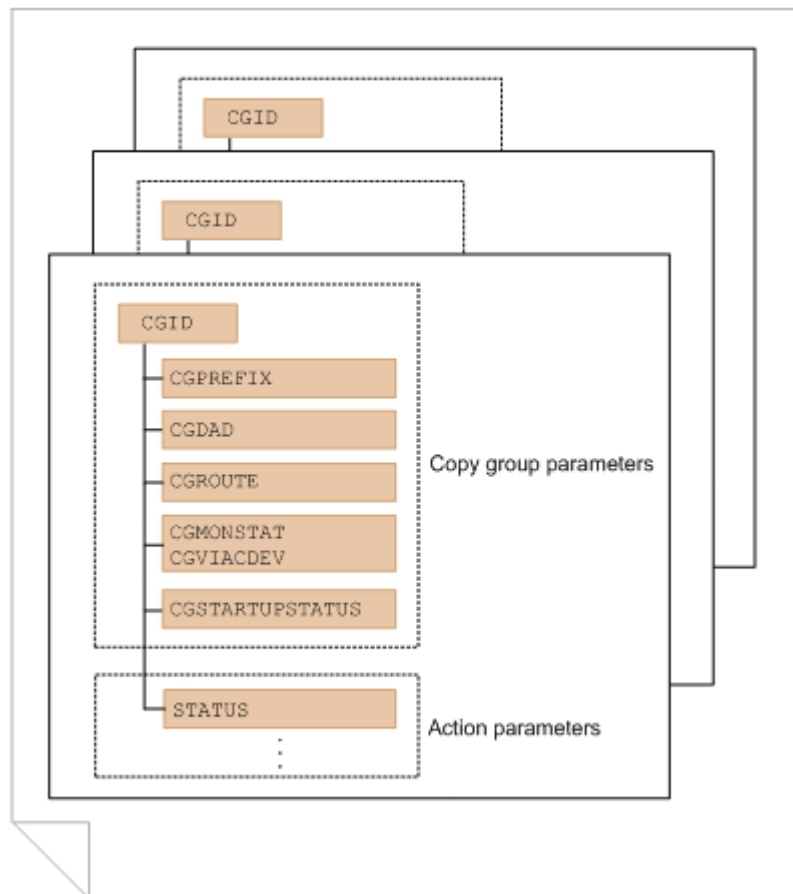 CGID
CGID
CGID
CGPREFIX
CGDAD
CGROUTE
CGMONSTAT
CGVIACDEV
CGSTARTUPSTATUS
Copy group parameters
STATUS
Action parameters